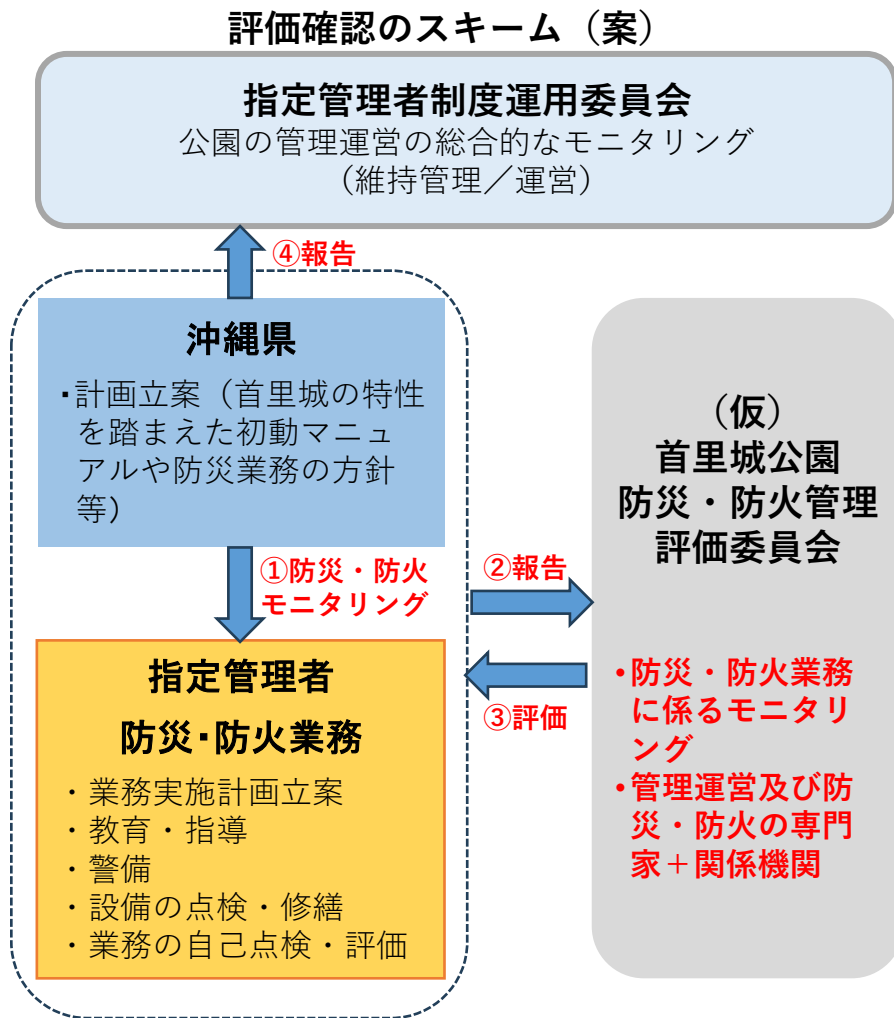 評価確認のスキーム（案）
指定管理者制度運用委員会
公園の管理運営の総合的なモニタリング
（維持管理／運営）
④報告
沖縄県
・計画立案（首里城の特性
を踏まえた初動マニュ
アルや防災業務の方針
等）
①防災・防火
モニタリング
②報告
③評価
指定管理者
防災・防火業務
・業務実施計画立案
・教育・指導
・警備
・設備の点検・修繕
・業務の自己点検・評価
（仮）
首里城公園
防災・防火管理
評価委員会
•防災・防火業務
に係るモニタリ
ング
•管理運営及び防
災・防火の専門
家＋関係機関